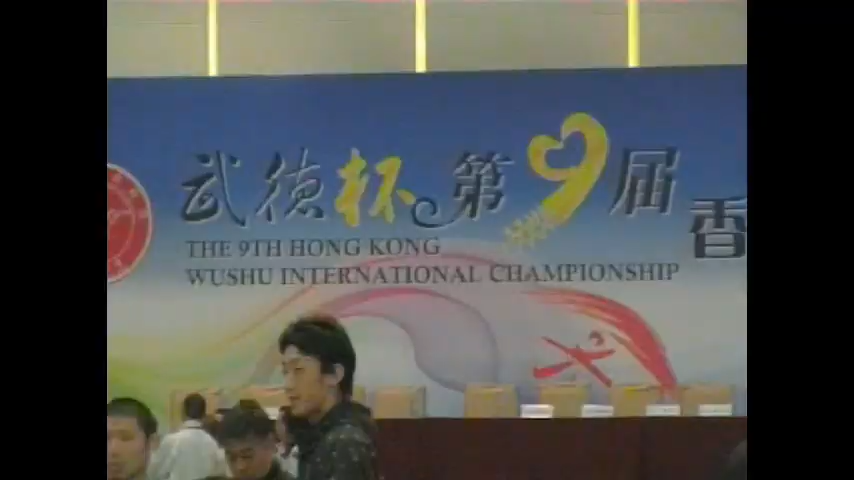 武德杯第9届
香
THE 9TH HONG KONG
WUSHU INTERNATIONAL CHAMPIONSHIP